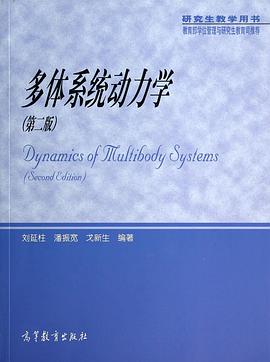 研究生教学用书
教育部学位管理与研究生教育司推荐
多体系统动力学
(第二版)
Dynamics of Multibody Systems
(Second Edition)
刘延柱 潘振宽 戈新生 编著
高等教育出版社